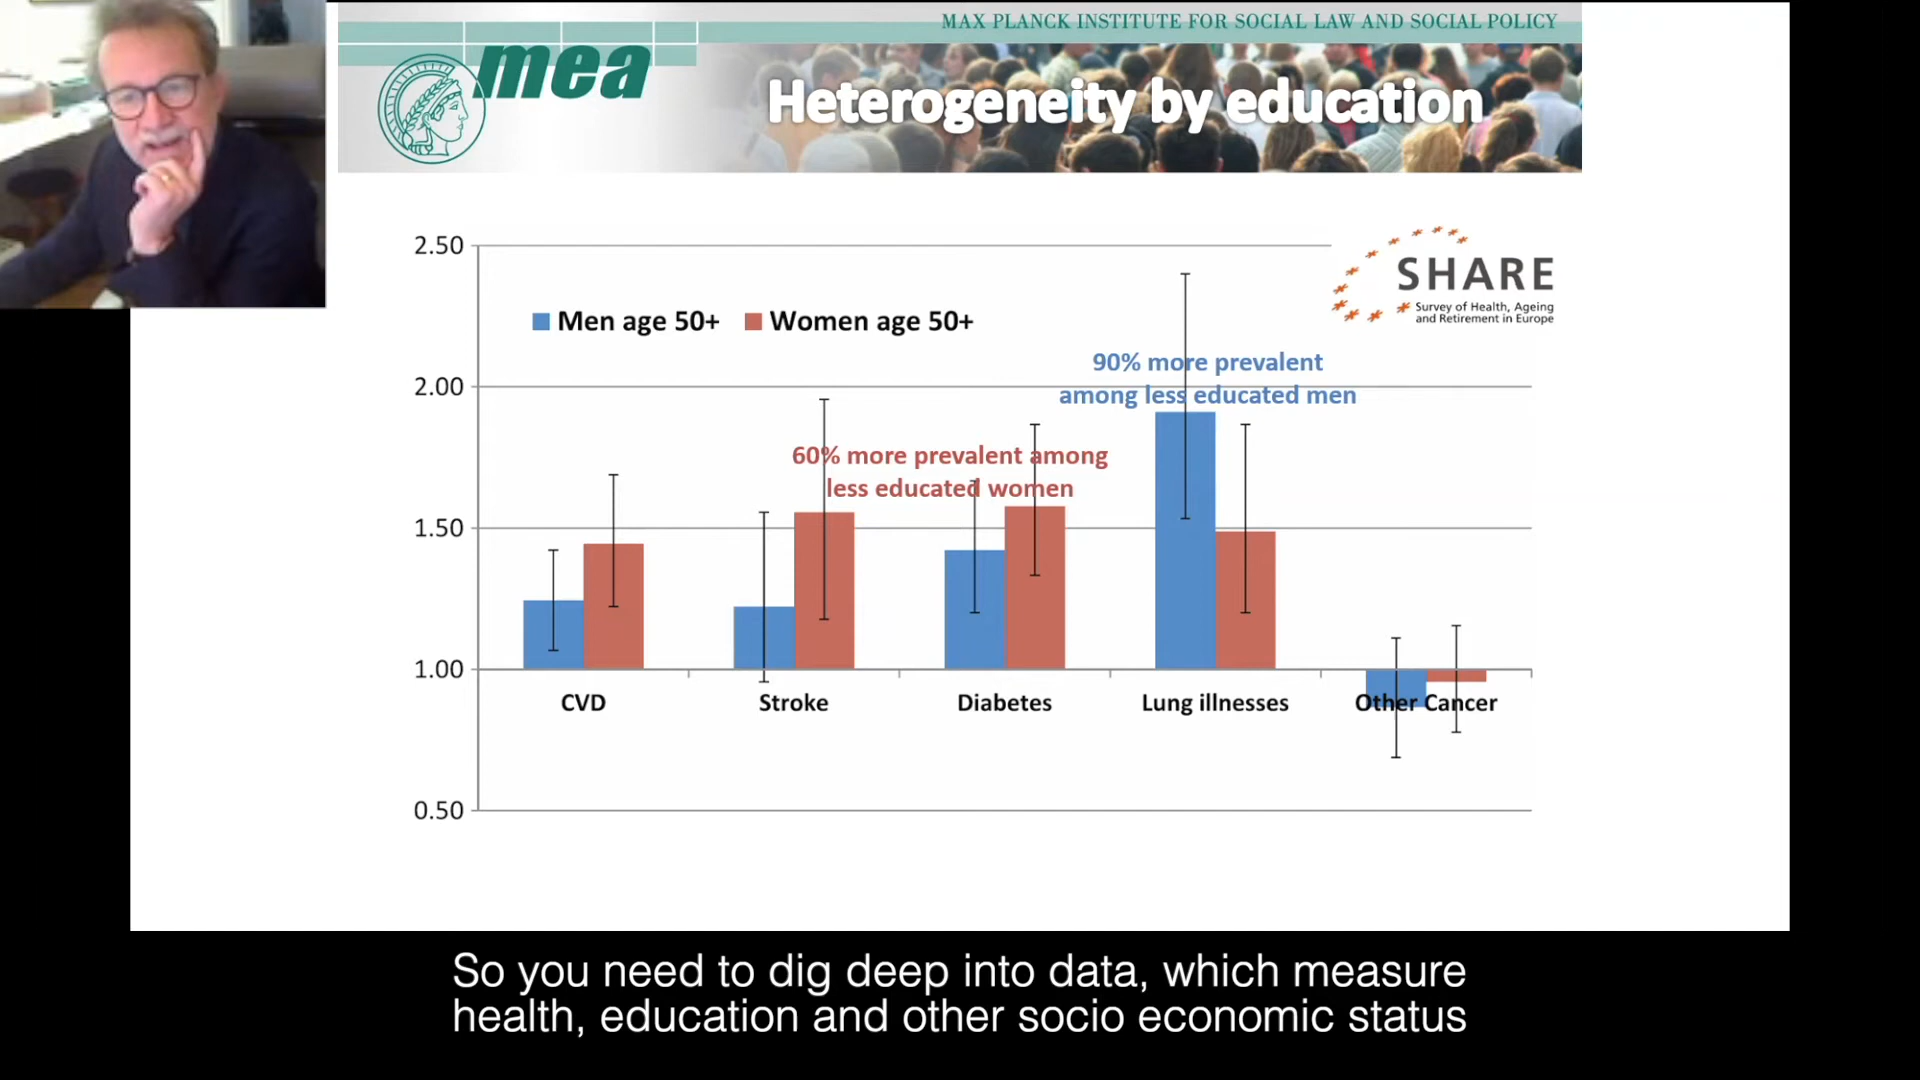 MAX PLANCK INSTITUTE FOR SOCIAL LAW AND SOCIAL POLICY
mea
Heterogeneity by education
2.50
SHARE
Survey of Health, Ageing
and Retirement in Europe
Men age 50+
Women age 50+
90% more prevalent
among less educated men
2.00
60% more prevalent among
less educated women
1.50
1.00
CVD
Stroke
Diabetes
Lung illnesses
Other Cancer
0.50
So you need to dig deep into data, which measure
health, education and other socio economic status